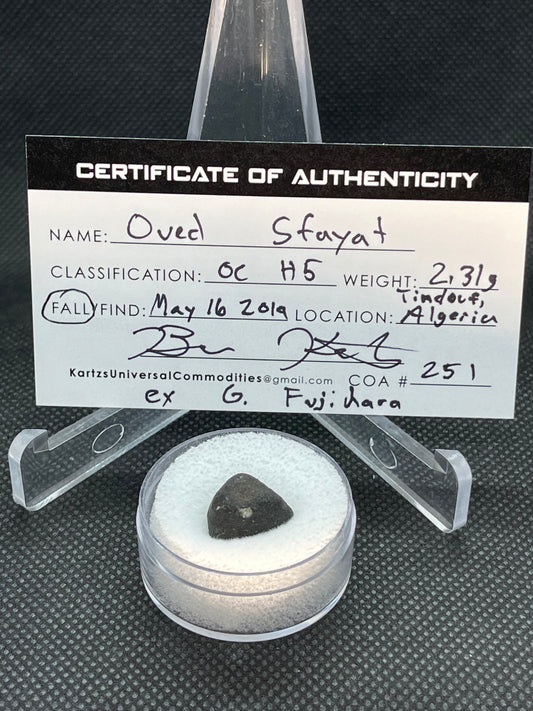 CERTIFICATE OF AUTHENTICITY
NAME: Oued Sfayat
CLASSIFICATION: OC H5 WEIGHT: 2.31g
FALL/FIND: May 16 2019 LOCATION: Tindouf,
Algeria
KartzsUniversalCommodities@gmail.com COA # 251
ex G. Fujihara